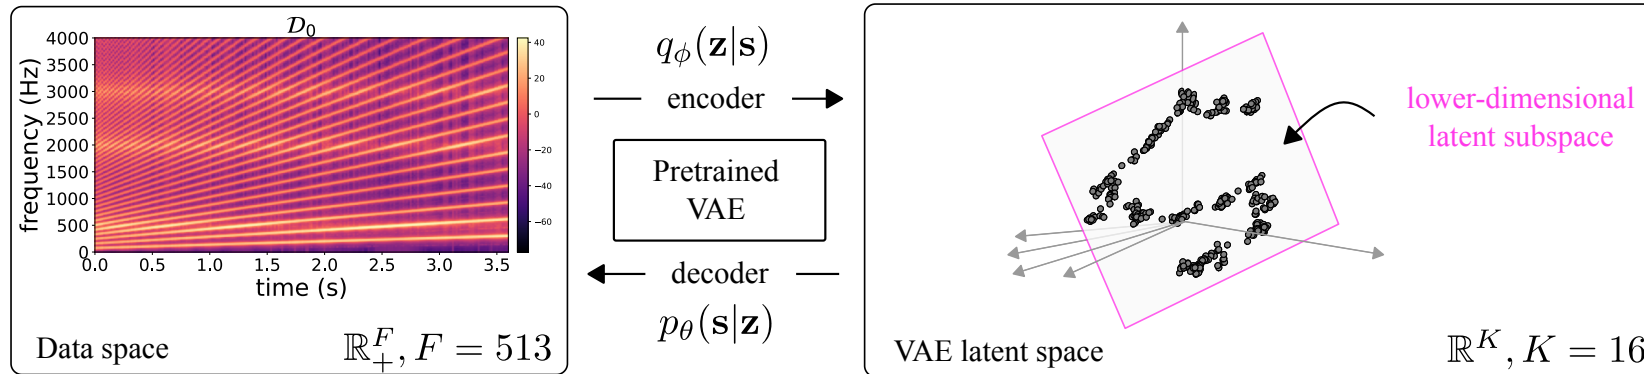 𝒟₀
frequency (Hz)
4000
3500
3000
2500
2000
1500
1000
500
0
0.0 0.5 1.0 1.5 2.0 2.5 3.0 3.5
time (s)
40
20
0
−20
−40
−60
Data space
ℝ₊ᶠ, F = 513
q_ϕ(z|s)
encoder
Pretrained
VAE
decoder
p_θ(s|z)
lower-dimensional
latent subspace
VAE latent space
ℝᴷ, K = 16